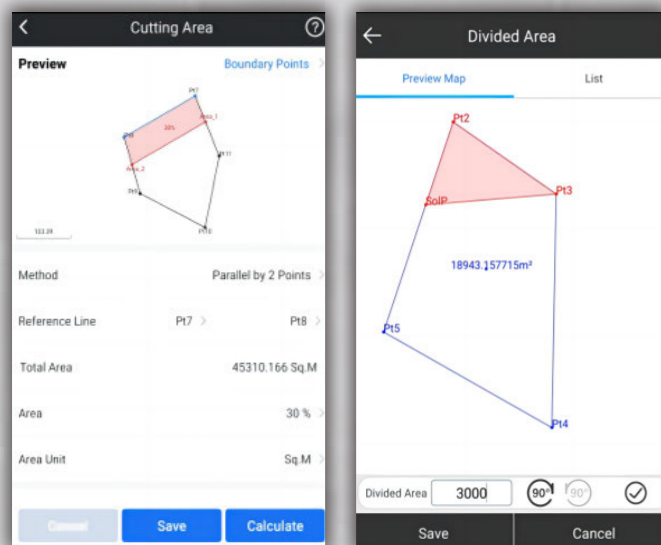 Cutting Area
Preview
Boundary Points
Pt7
Pt8
30%
Area_1
Pt11
Area_2
Pt9
Pt10
Method
Parallel by 2 Points
Reference Line
Pt7
Pt8
Total Area
45310.166 Sq.M
Area
30 %
Area Unit
Sq.M
Cancel
Save
Calculate
Divided Area
Preview Map
List
Pt2
Pt3
SolP
18943.157715m²
Pt5
Pt4
Divided Area
3000
90°
90°
Save
Cancel